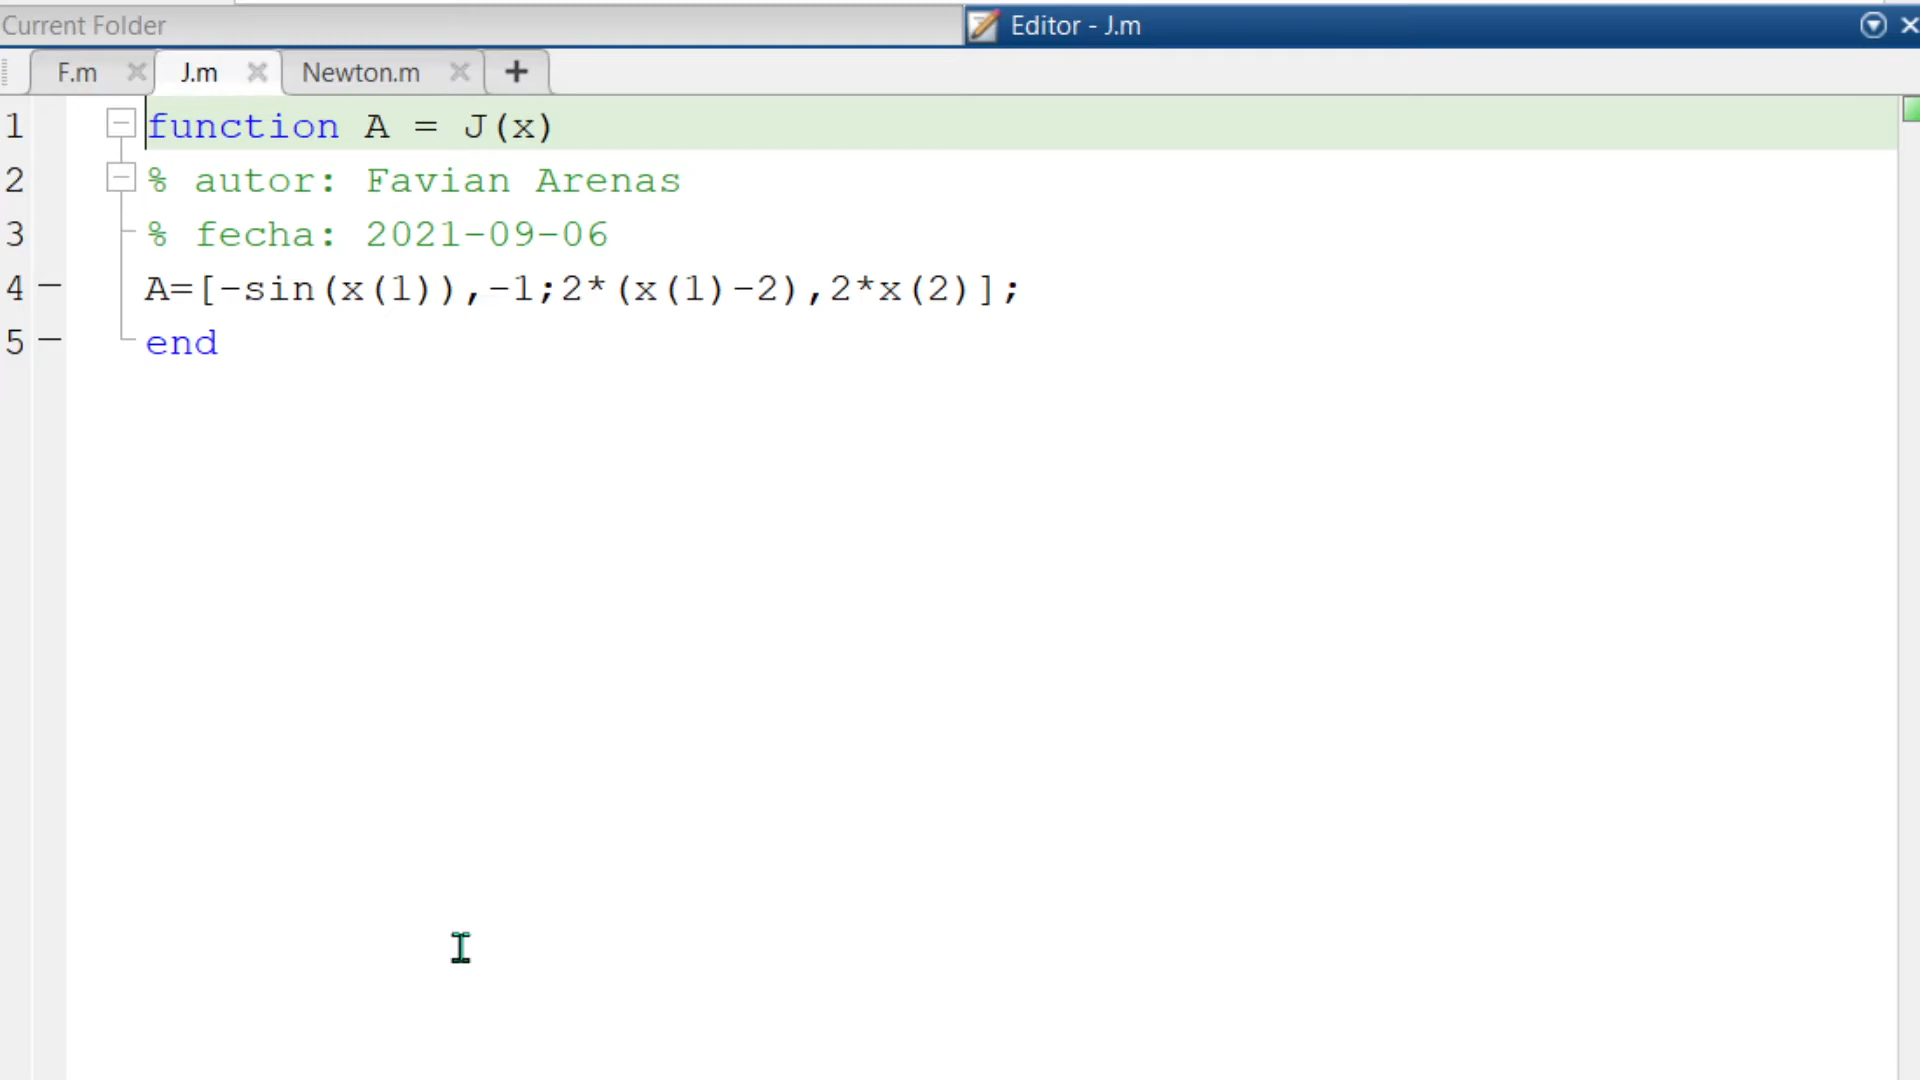 Current Folder
Editor - J.m
F.m J.m Newton.m +
1 function A = J(x)
2 % autor: Favian Arenas
3 % fecha: 2021-09-06
4 A=[-sin(x(1)),-1;2*(x(1)-2),2*x(2)];
5 end